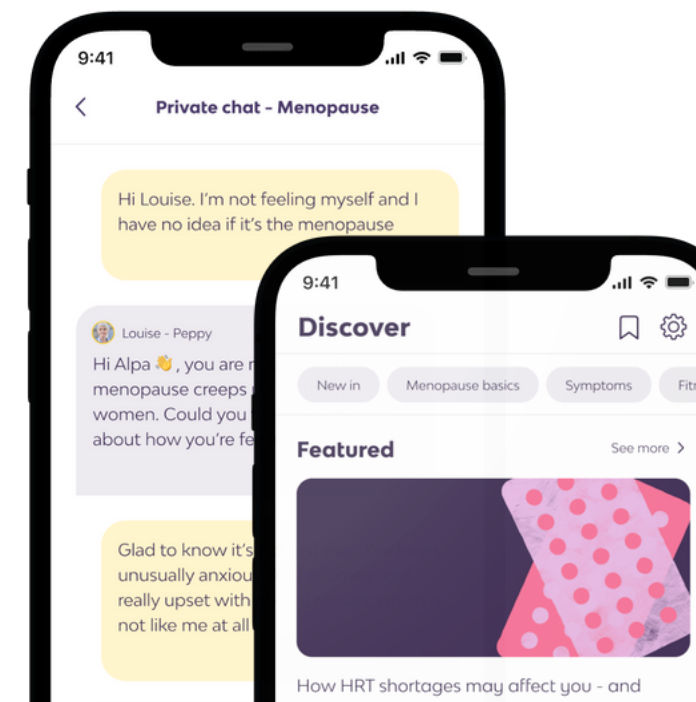 9:41
Private chat - Menopause
Hi Louise. I'm not feeling myself and I
have no idea if it's the menopause
Louise - Peppy
Hi Alpa 👋, you are
menopause creeps
women. Could you
about how you're
Glad to know it's
unusually
really upset with
not like me at all
9:41
Discover
New in
Menopause basics
Symptoms
Featured
See more >
How HRT shortages may affect you - and